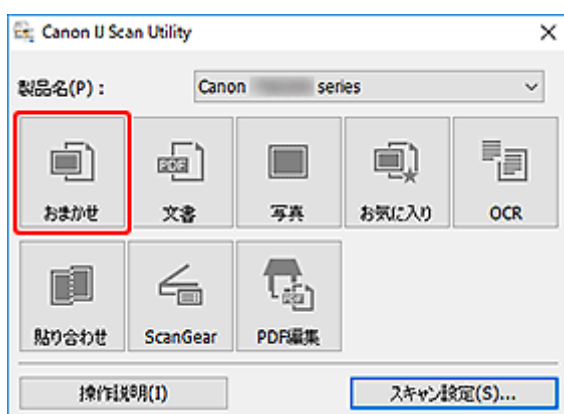 Canon IJ Scan Utility
製品名(P) : Canon series
おまかせ 文書 写真 お気に入り OCR
貼り合わせ ScanGear PDF編集
操作説明(I) スキャン設定(S)...